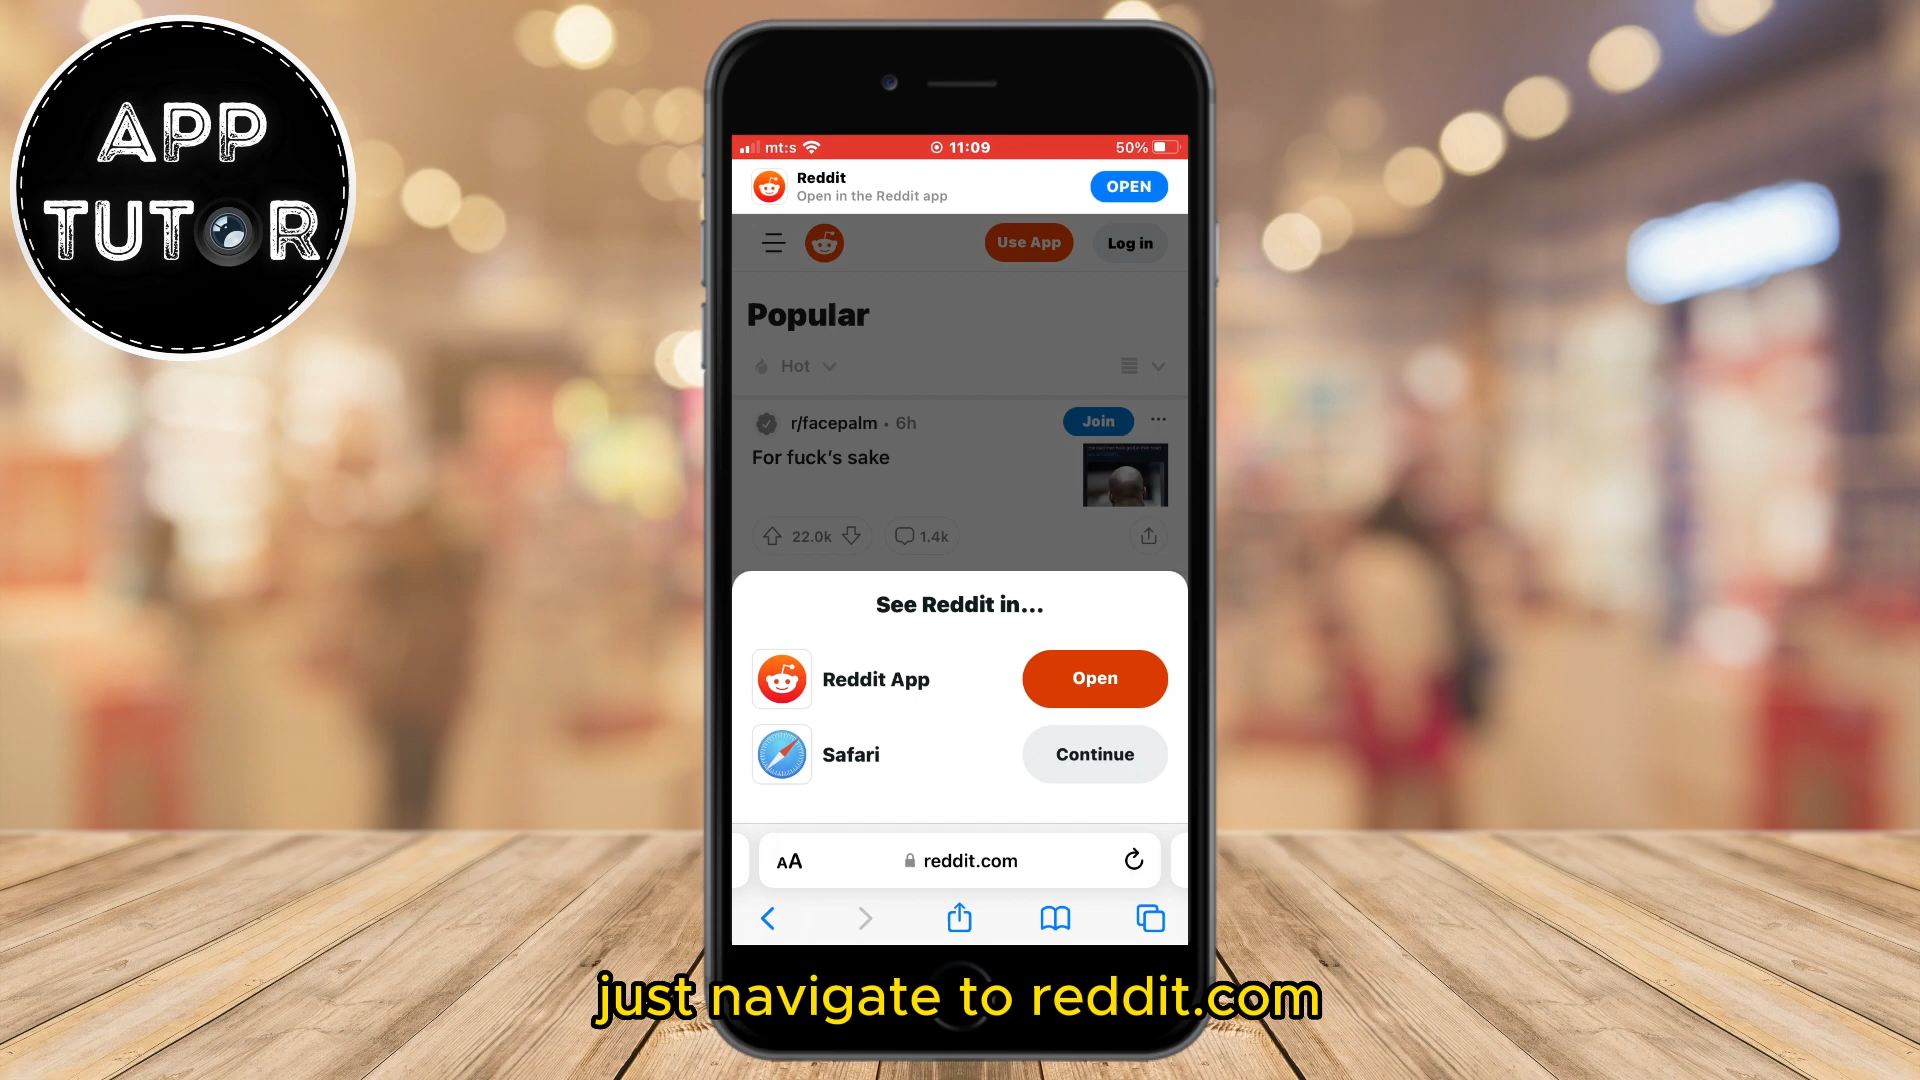 APP
TUTOR
mt:s
11:09
50%
Reddit
Open in the Reddit app
OPEN
Use App
Log in
Popular
Hot
r/facepalm • 6h
Join
For fuck's sake
22.0k
1.4k
See Reddit in...
Reddit App
Open
Safari
Continue
AA
reddit.com
just navigate to reddit.com